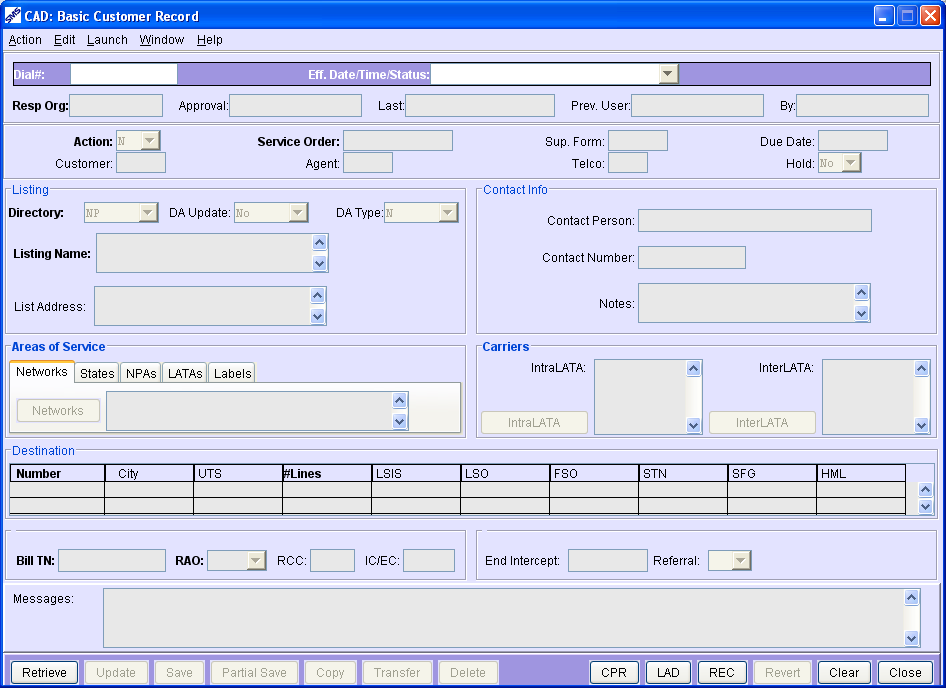 SMS CAD: Basic Customer Record
Action Edit Launch Window Help
Dial#: Eff. Date/Time/Status:
Resp Org: Approval: Last: Prev. User: By:
Action: N Service Order: Sup. Form: Due Date:
Customer: Agent: Telco: Hold: No
Listing
Directory: NP DA Update: No DA Type: N
Listing Name:
List Address:
Contact Info
Contact Person:
Contact Number:
Notes:
Areas of Service
Networks States NPAs LATAs Labels
Networks
Carriers
IntraLATA: InterLATA:
IntraLATA InterLATA
Destination
Number City UTS #Lines LSIS LSO FSO STN SFG HML
Bill TN: RAO: RCC: IC/EC: End Intercept: Referral:
Messages:
Retrieve Update Save Partial Save Copy Transfer Delete CPR LAD REC Revert Clear Close